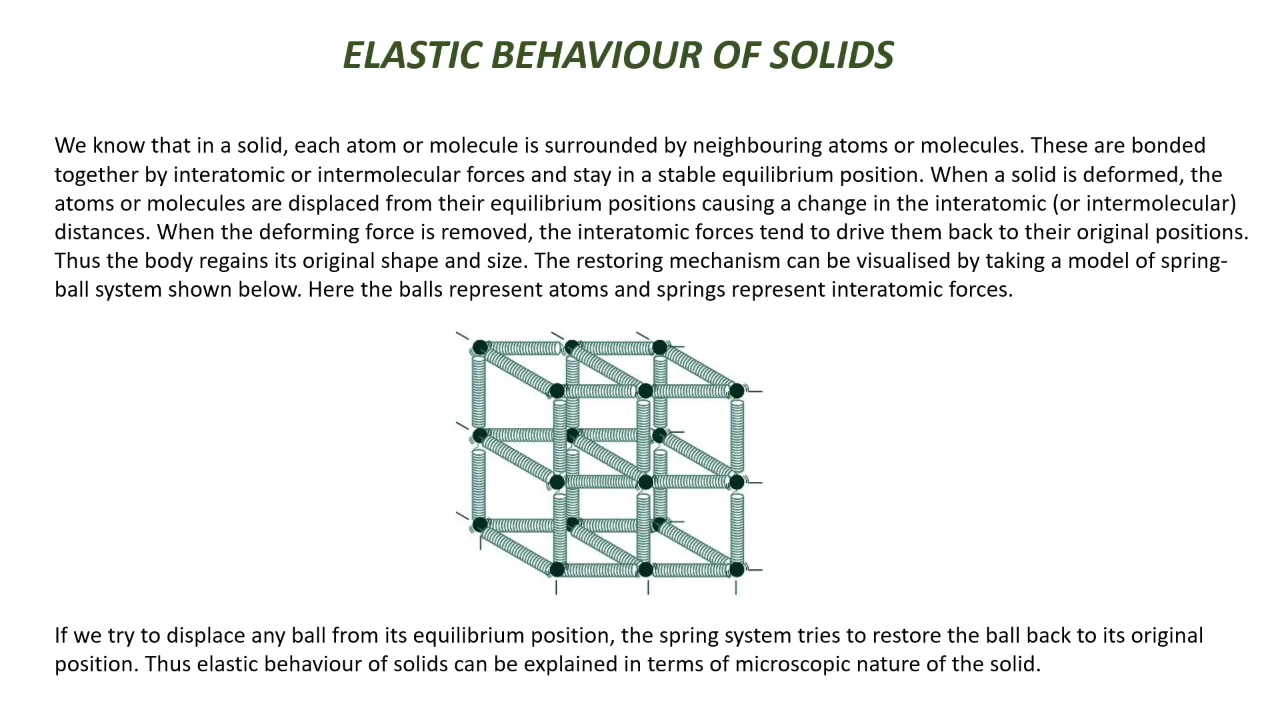 ELASTIC BEHAVIOUR OF SOLIDS
We know that in a solid, each atom or molecule is surrounded by neighbouring atoms or molecules. These are bonded
together by interatomic or intermolecular forces and stay in a stable equilibrium position. When a solid is deformed, the
atoms or molecules are displaced from their equilibrium positions causing a change in the interatomic (or intermolecular)
distances. When the deforming force is removed, the interatomic forces tend to drive them back to their original positions.
Thus the body regains its original shape and size. The restoring mechanism can be visualised by taking a model of spring-
ball system shown below. Here the balls represent atoms and springs represent interatomic forces.
If we try to displace any ball from its equilibrium position, the spring system tries to restore the ball back to its original
position. Thus elastic behaviour of solids can be explained in terms of microscopic nature of the solid.